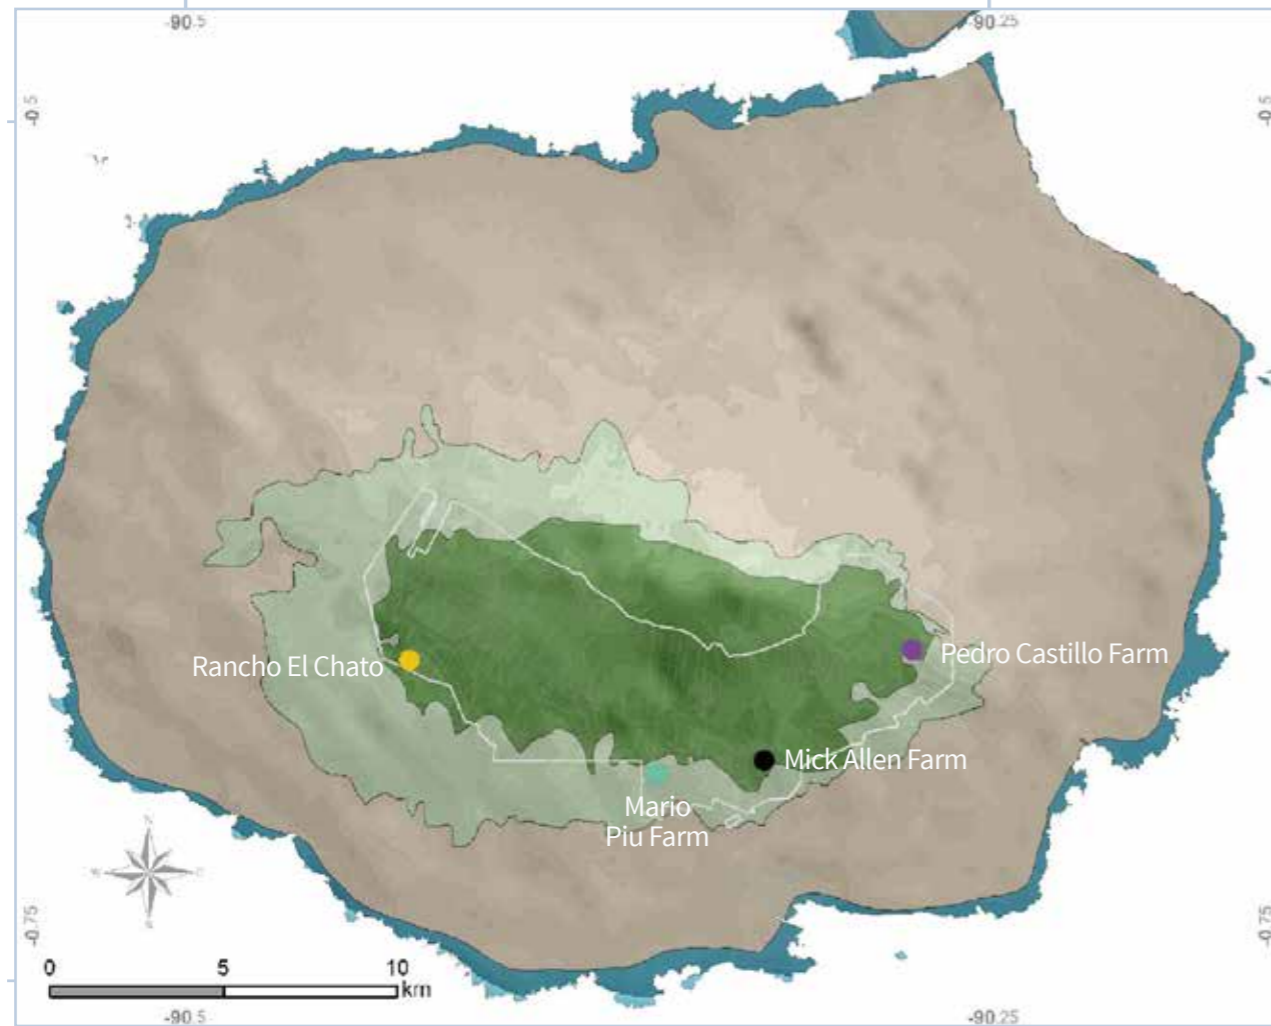 -90.5
-90.25
-0.5
-0.5
Rancho El Chato
Pedro Castillo Farm
Mick Allen Farm
Mario
Piu Farm
N
W
S
-0.75
-0.75
0 5 10
km
-90.5
-90.25